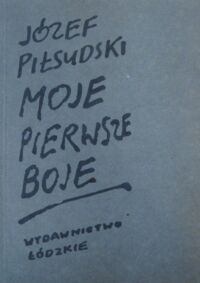 JÓZEF
PIŁSUDSKI
MOJE
PIERWSZE
BOJE
WYDAWNICTWO
ŁÓDZKIE